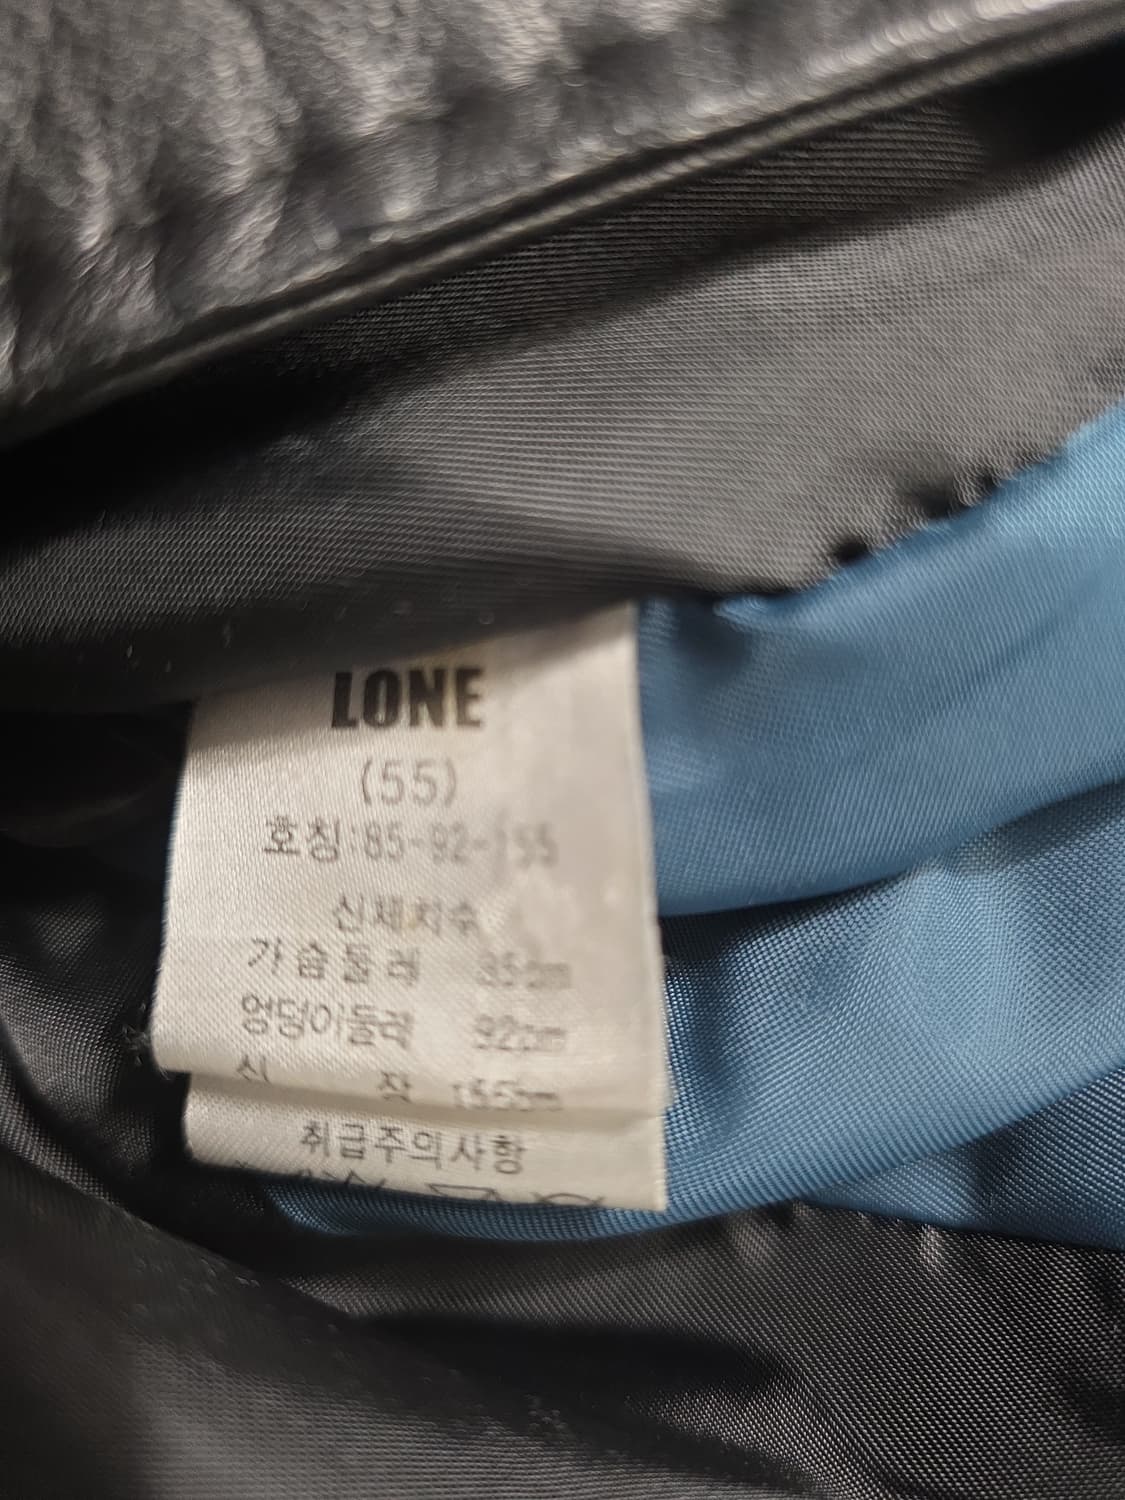 LONE
(55)
호칭:85-92-155
신체치수
가슴둘레 85cm
엉덩이둘레 92cm
신 장 155cm
취급주의사항